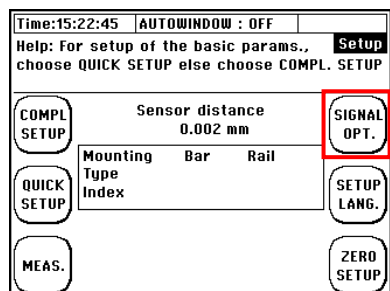 Time:15:22:45 AUTOWINDOW : OFF
Help: For setup of the basic params., Setup
choose QUICK SETUP else choose COMPL. SETUP
COMPL SETUP
Sensor distance
0.002 mm
SIGNAL OPT.
Mounting Bar Rail
Type
Index
QUICK SETUP
SETUP LANG.
MEAS.
ZERO SETUP